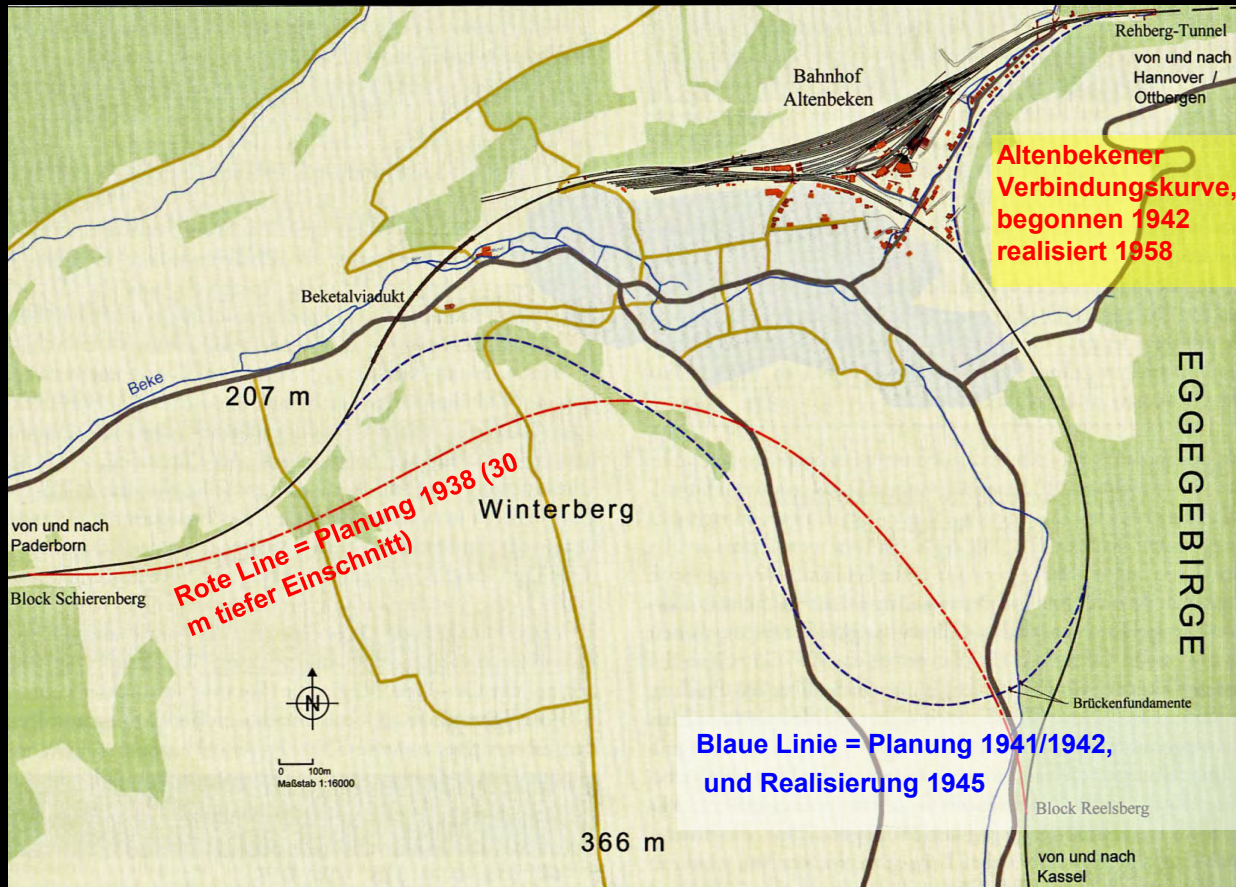 Rehberg-Tunnel
von und nach
Hannover /
Ottbergen
Bahnhof
Altenbeken
Altenbekener
Verbindungskurve,
begonnen 1942
realisiert 1958
Beketalviadukt
Beke
207 m
EGGEGEBIRGE
Rote Line = Planung 1938 (30
m tiefer Einschnitt)
Winterberg
von und nach
Paderborn
Block Schierenberg
N
0 100m
Maßstab 1:16000
Brückenfundamente
Blaue Linie = Planung 1941/1942,
und Realisierung 1945
Block Reelsberg
366 m
von und nach
Kassel